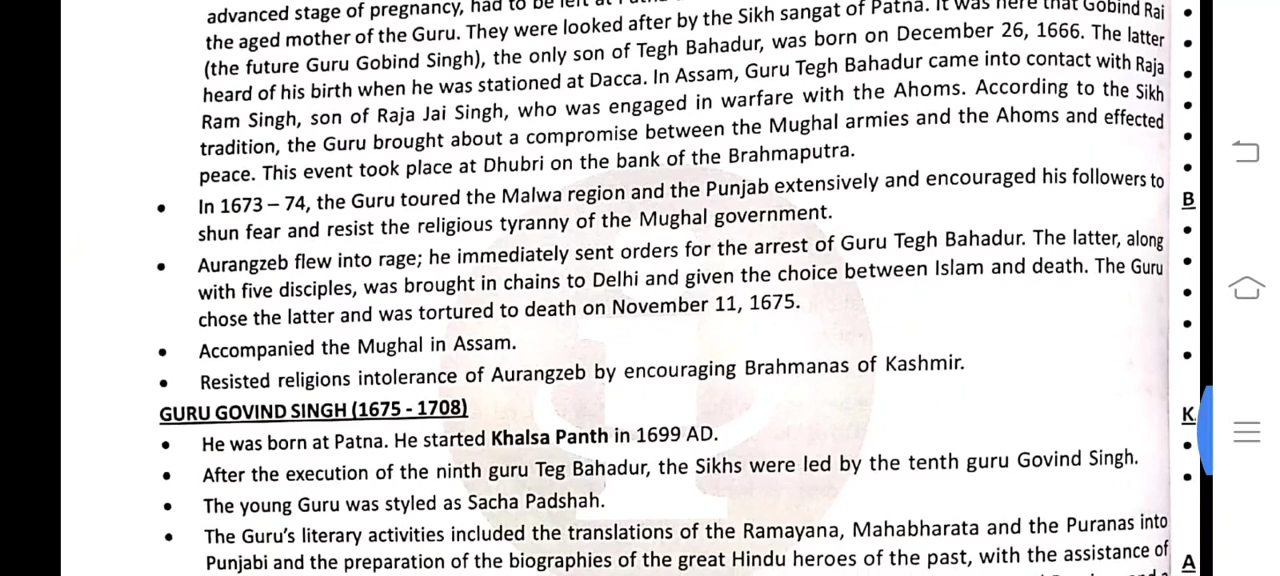 advanced stage of pregnancy, had to be left at
the aged mother of the Guru. They were looked after by the Sikh sangat of Patna. It was here that Gobind Rai
(the future Guru Gobind Singh), the only son of Tegh Bahadur, was born on December 26, 1666. The latter
heard of his birth when he was stationed at Dacca. In Assam, Guru Tegh Bahadur came into contact with Raja
Ram Singh, son of Raja Jai Singh, who was engaged in warfare with the Ahoms. According to the Sikh
tradition, the Guru brought about a compromise between the Mughal armies and the Ahoms and effected
peace. This event took place at Dhubri on the bank of the Brahmaputra.
• In 1673 – 74, the Guru toured the Malwa region and the Punjab extensively and encouraged his followers to
shun fear and resist the religious tyranny of the Mughal government.
• Aurangzeb flew into rage; he immediately sent orders for the arrest of Guru Tegh Bahadur. The latter, along
with five disciples, was brought in chains to Delhi and given the choice between Islam and death. The Guru
chose the latter and was tortured to death on November 11, 1675.
• Accompanied the Mughal in Assam.
• Resisted religions intolerance of Aurangzeb by encouraging Brahmanas of Kashmir.
GURU GOVIND SINGH (1675 - 1708)
• He was born at Patna. He started Khalsa Panth in 1699 AD.
• After the execution of the ninth guru Teg Bahadur, the Sikhs were led by the tenth guru Govind Singh.
• The young Guru was styled as Sacha Padshah.
• The Guru's literary activities included the translations of the Ramayana, Mahabharata and the Puranas into
Punjabi and the preparation of the biographies of the great Hindu heroes of the past, with the assistance of
B
K
A